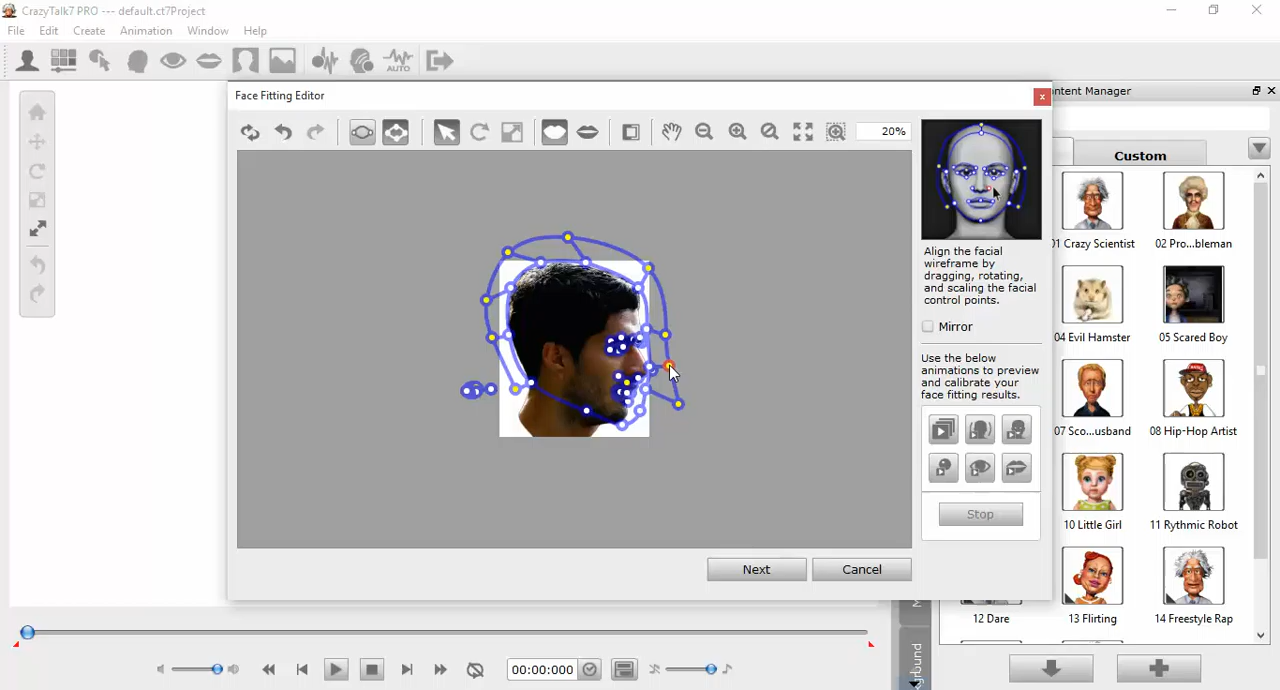 CrazyTalk7 PRO --- default.ct7Project
File Edit Create Animation Window Help
AUTO
Face Fitting Editor
ntent Manager
20%
Custom
01 Crazy Scientist
02 Pro...bleman
Align the facial
wireframe by
dragging, rotating,
and scaling the facial
control points.
Mirror
04 Evil Hamster
05 Scared Boy
Use the below
animations to preview
and calibrate your
face fitting results.
07 Sco...usband
08 Hip-Hop Artist
Stop
10 Little Girl
11 Rythmic Robot
Next
Cancel
12 Dare
13 Flirting
14 Freestyle Rap
00:00:000